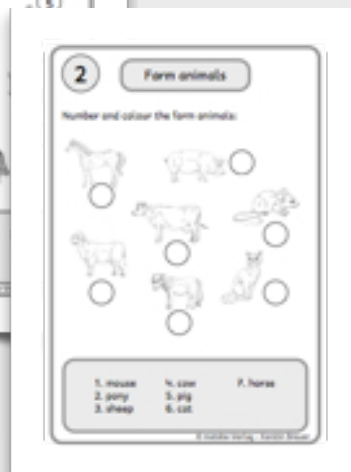 5
2
Farm animals
Number and colour the farm animals:
1. mouse 4. cow 7. horse
2. pony 5. pig
3. sheep 6. cat